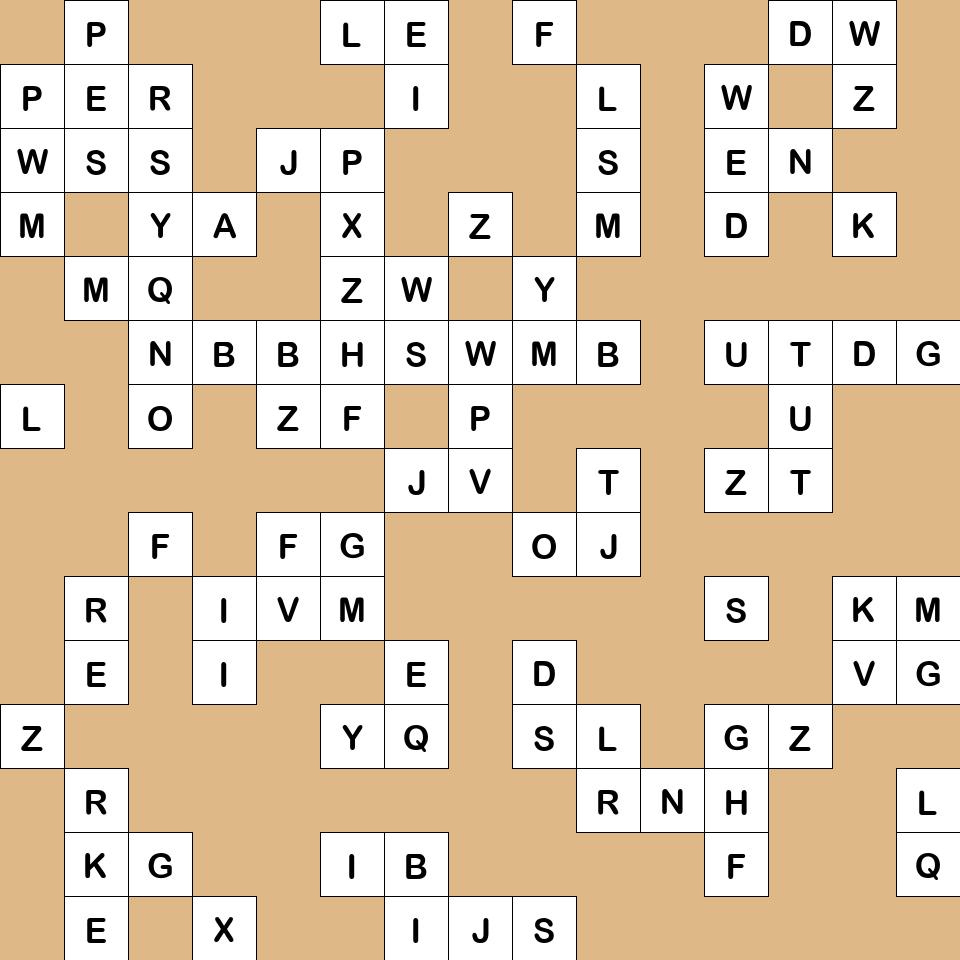 P L E F D W
P E R I L W Z
W S S J P S E N
M Y A X Z M D K
M Q Z W Y
N B B H S W M B U T D G
L O Z F P U
J V T Z T
F F G O J
R I V M S K M
E I E D V G
Z Y Q S L G Z
R R N H L
K G I B F Q
E X I J S